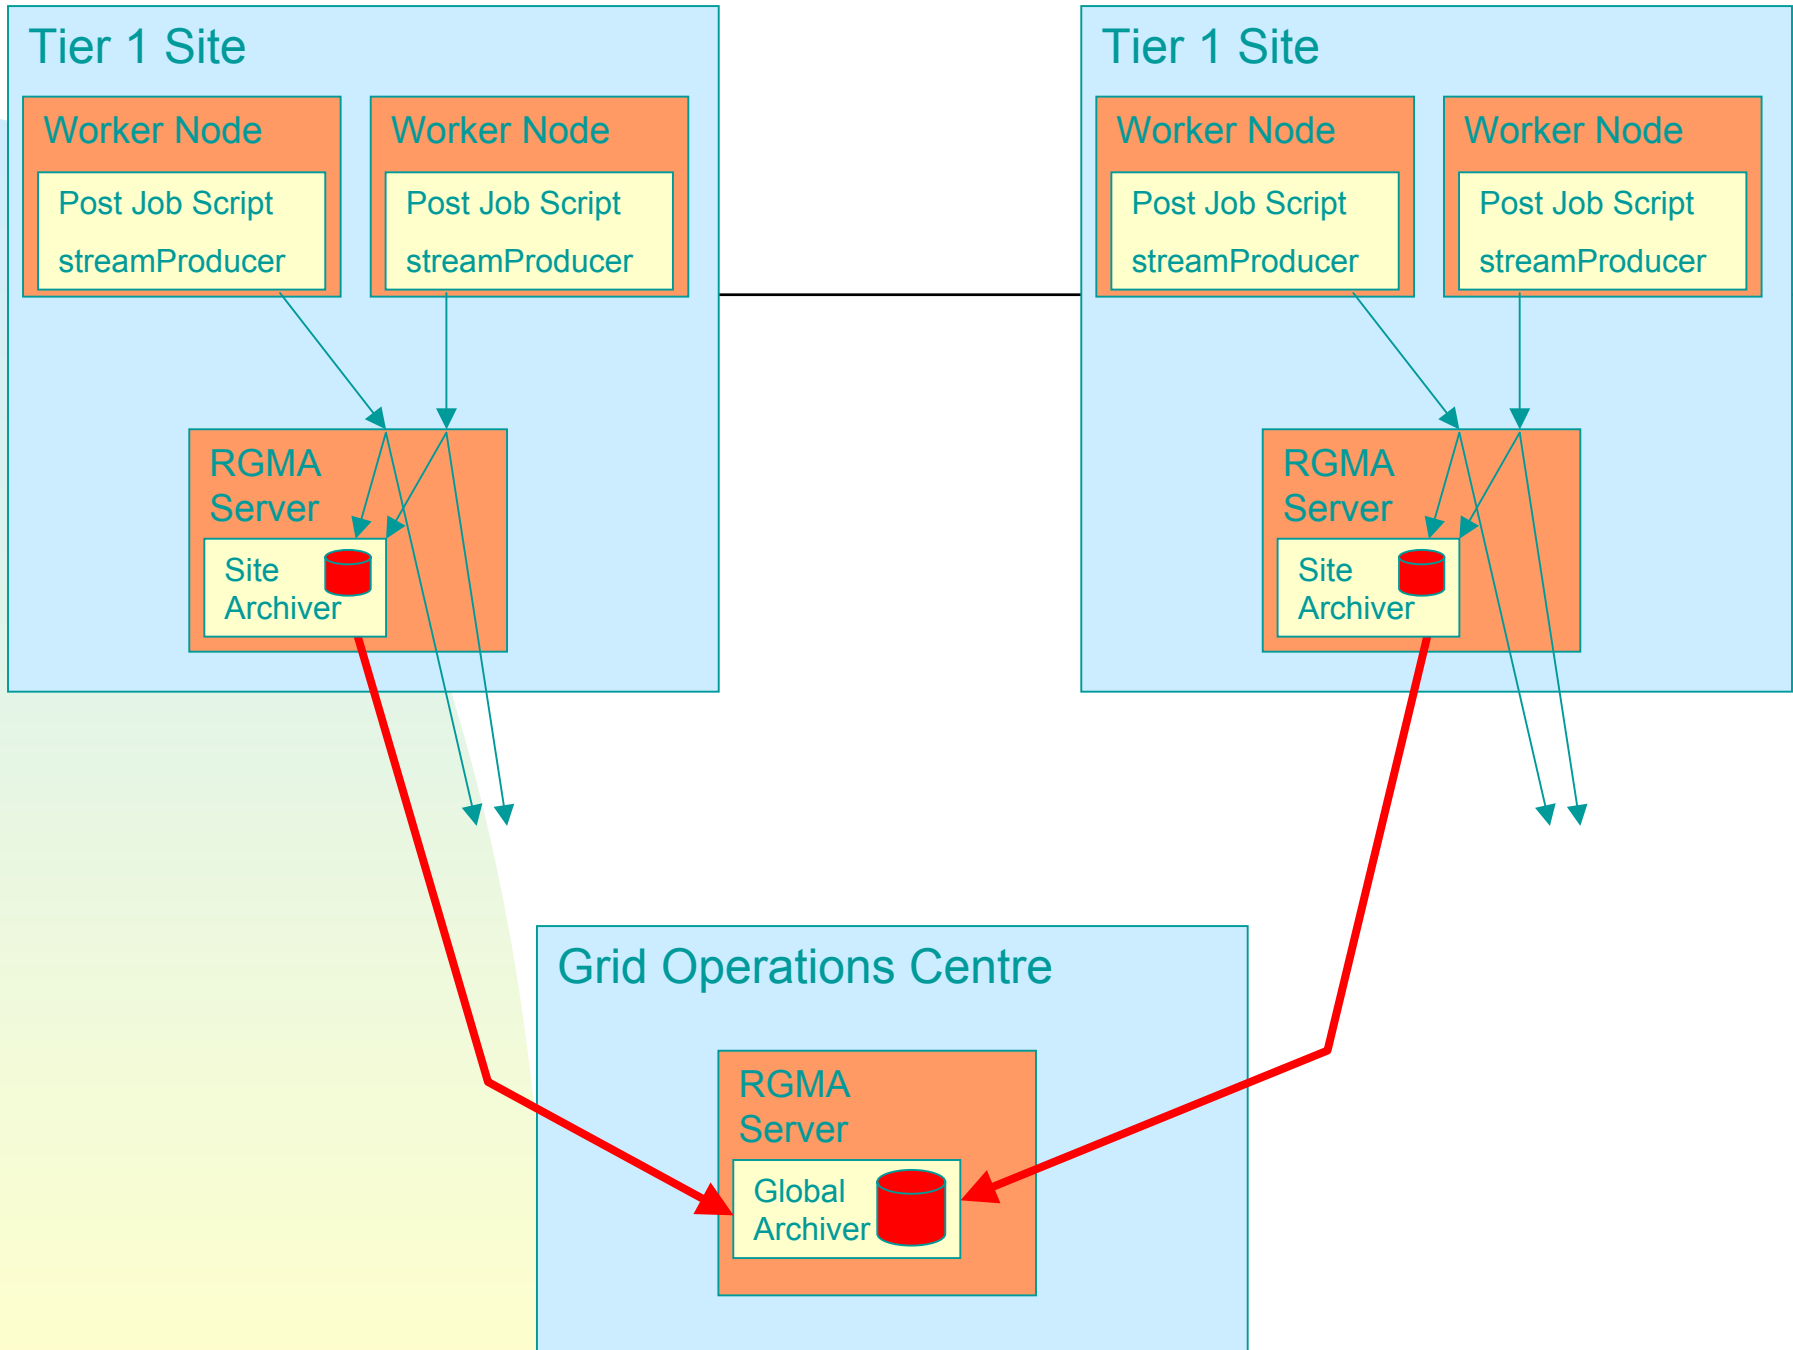 Tier 1 Site
Worker Node
Post Job Script
streamProducer
Worker Node
Post Job Script
streamProducer
RGMA
Server
Site
Archiver
Tier 1 Site
Worker Node
Post Job Script
streamProducer
Worker Node
Post Job Script
streamProducer
RGMA
Server
Site
Archiver
Grid Operations Centre
RGMA
Server
Global
Archiver